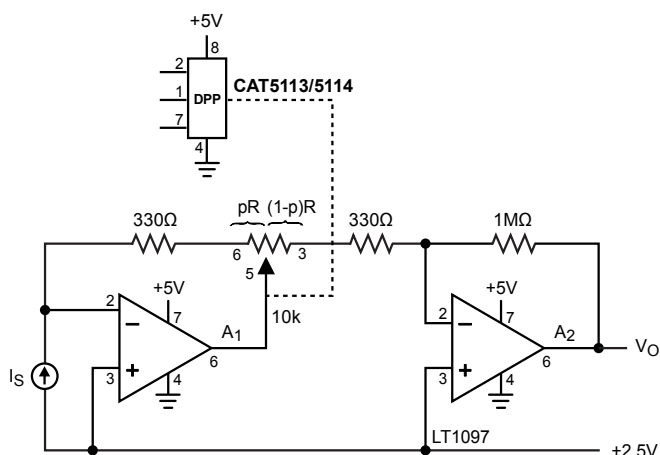 +5V
8
2
CAT5113/5114
1
DPP
7
4
pR (1-p)R
330Ω
330Ω
1MΩ
6
3
5
+5V
+5V
10k
2
7
A1
2
7
A2
–
–
6
6
VO
IS
3
+
4
3
+
4
LT1097
+2.5V